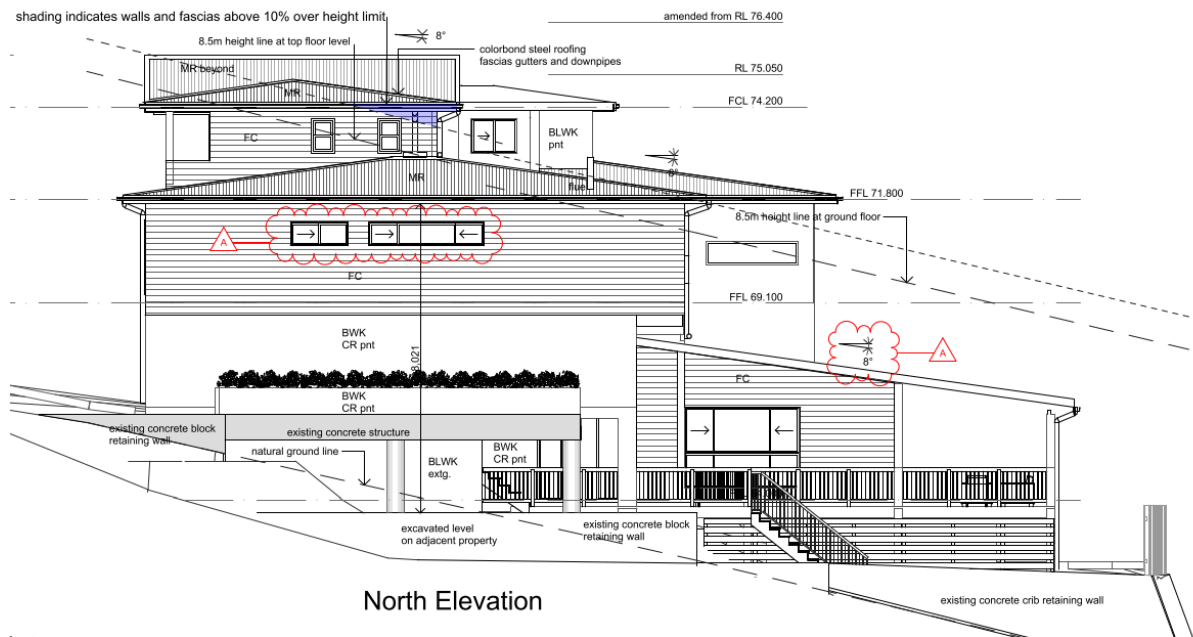 shading indicates walls and fascias above 10% over height limit
amended from RL 76.400
8°
8.5m height line at top floor level
colorbond steel roofing
fascias gutters and downpipes
MR beyond
RL 75.050
MR
FCL 74.200
FC
BLWK
pnt
6°
MR
flue
FFL 71.800
8.5m height line at ground floor
A
FC
FFL 69.100
BWK
CR pnt
8.021
A
8°
FC
BWK
CR pnt
existing concrete block
retaining wall
existing concrete structure
natural ground line
BWK
CR pnt
BLWK
extg.
excavated level
on adjacent property
existing concrete block
retaining wall
North Elevation
existing concrete crib retaining wall